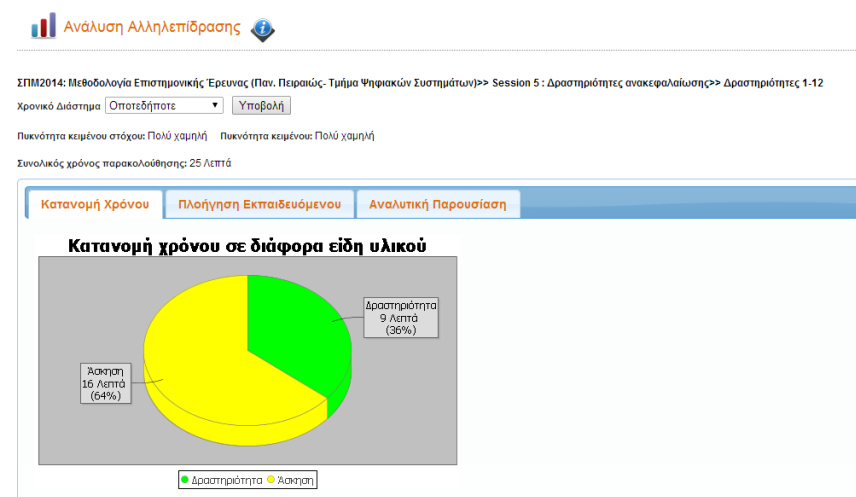 Ανάλυση Αλληλεπίδρασης
ΣΠΜ2014: Μεθοδολογία Επιστημονικής Έρευνας (Παν. Πειραιώς- Τμήμα Ψηφιακών Συστημάτων)>> Session 5 : Δραστηριότητες ανακεφαλαίωσης>> Δραστηριότητες 1-12
Χρονικό Διάστημα Οποτεδήποτε Υποβολή
Πυκνότητα κειμένου στόχου: Πολύ χαμηλή Πυκνότητα κειμένου: Πολύ χαμηλή
Συνολικός χρόνος παρακολούθησης: 25 Λεπτά
Κατανομή Χρόνου Πλοήγηση Εκπαιδευόμενου Αναλυτική Παρουσίαση
Κατανομή χρόνου σε διάφορα είδη υλικού
Δραστηριότητα
9 Λεπτά
(36%)
Άσκηση
16 Λεπτά
(64%)
Δραστηριότητα Άσκηση